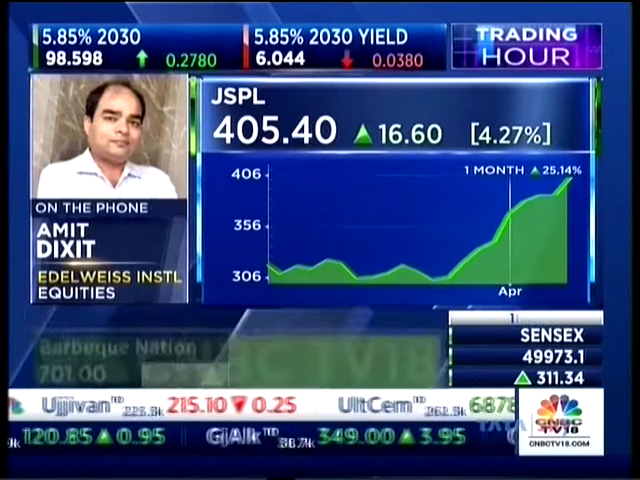 5.85% 2030
98.598 0.2780
5.85% 2030 YIELD
6.044 0.0380
TRADING
HOUR
JSPL
405.40 16.60 [4.27%]
1 MONTH 25.14%
406
356
306
Apr
ON THE PHONE
AMIT
DIXIT
EDELWEISS INSTL
EQUITIES
Barbeque Nation
701.00
SENSEX
49973.1
311.34
Ujjivan 215.10 0.25 UltCem
120.85 0.95 GjAlk 349.00 3.95
CNBC
TV18
CNBCTV18.COM